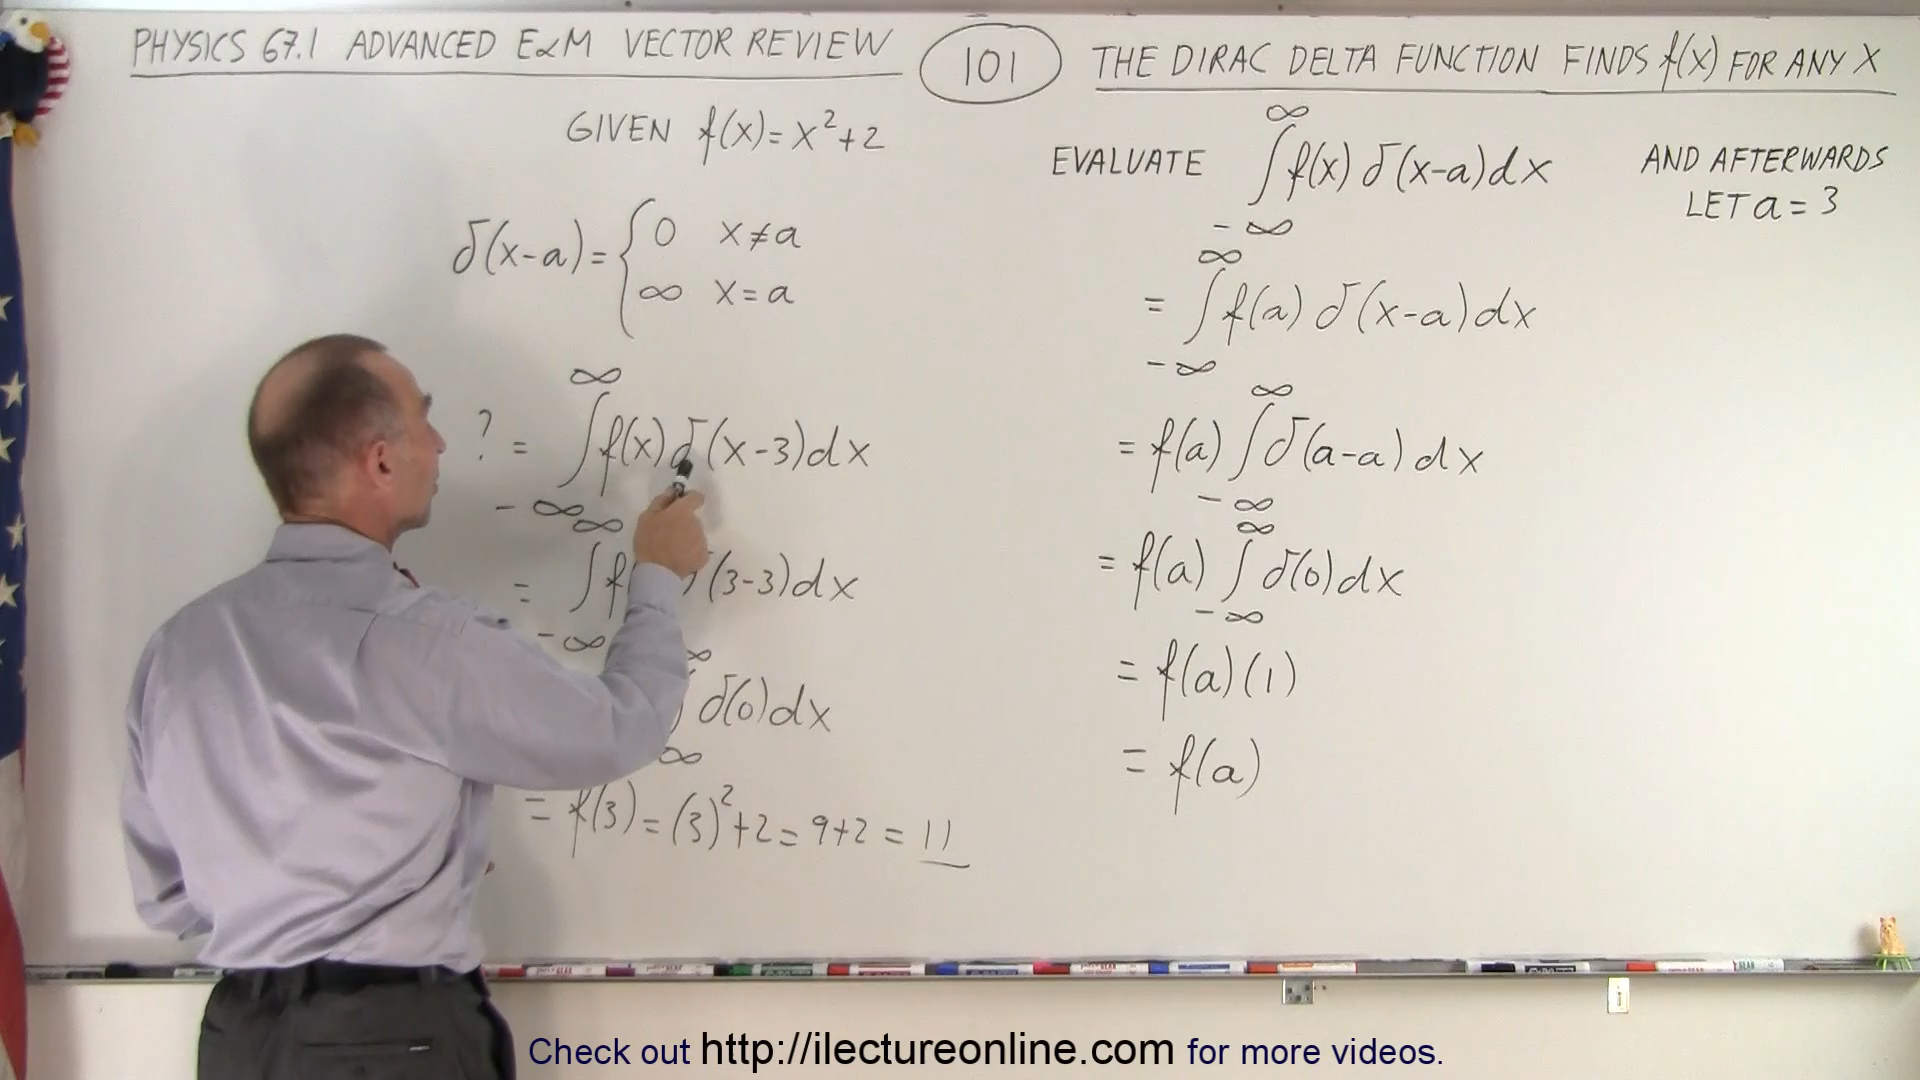 PHYSICS 67.1 ADVANCED E&M VECTOR REVIEW
101
THE DIRAC DELTA FUNCTION FINDS f(x) FOR ANY X
GIVEN f(x) = x² + 2
δ(x-a) = { 0 x ≠ a
∞ x = a
? = ∫_{-∞}^{∞} f(x) δ(x-3) dx
= ∫_{-∞}^{∞} f( (3-3) dx
δ(0) dx
= f(3) = (3)² + 2 = 9+2 = 11
EVALUATE ∫_{-∞}^{∞} f(x) δ(x-a) dx
AND AFTERWARDS
LET a = 3
= ∫_{-∞}^{∞} f(a) δ(x-a) dx
= f(a) ∫_{-∞}^{∞} δ(a-a) dx
= f(a) ∫_{-∞}^{∞} δ(0) dx
= f(a) (1)
= f(a)
Check out http://ilectureonline.com for more videos.